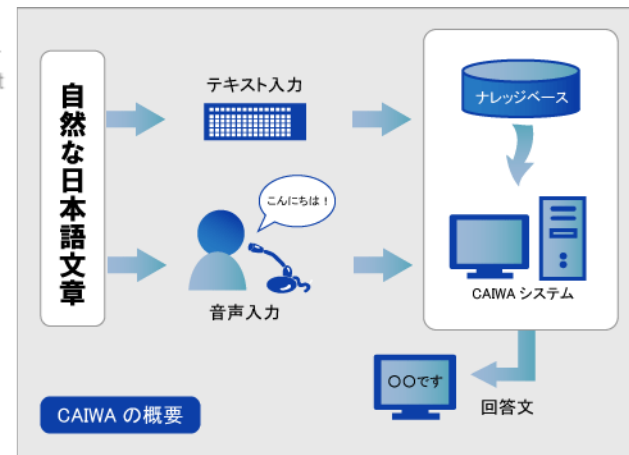 自然な日本語文章
テキスト入力
こんにちは！
音声入力
ナレッジベース
CAIWA システム
〇〇です
回答文
CAIWA の概要